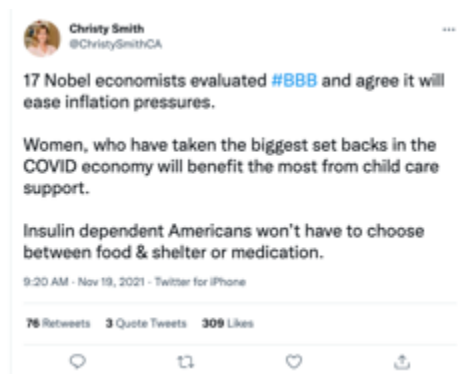 Christy Smith
@ChristySmithCA
17 Nobel economists evaluated #BBB and agree it will
ease inflation pressures.
Women, who have taken the biggest set backs in the
COVID economy will benefit the most from child care
support.
Insulin dependent Americans won't have to choose
between food & shelter or medication.
9:20 AM · Nov 19, 2021 · Twitter for iPhone
76 Retweets 3 Quote Tweets 309 Likes